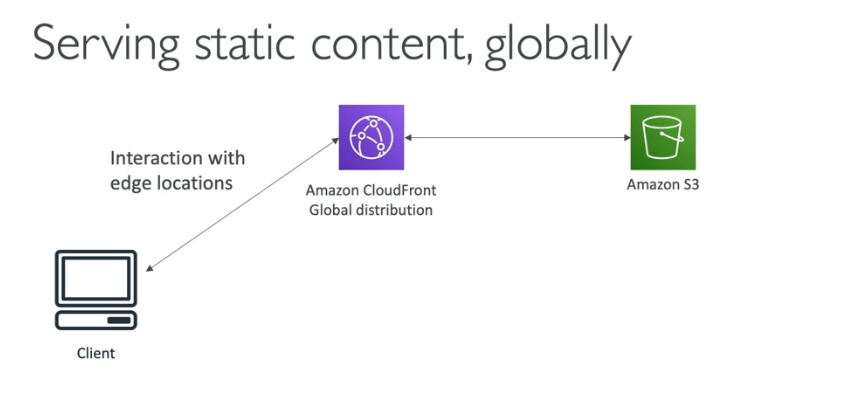 Serving static content, globally
Interaction with
edge locations
Amazon CloudFront
Global distribution
Amazon S3
Client